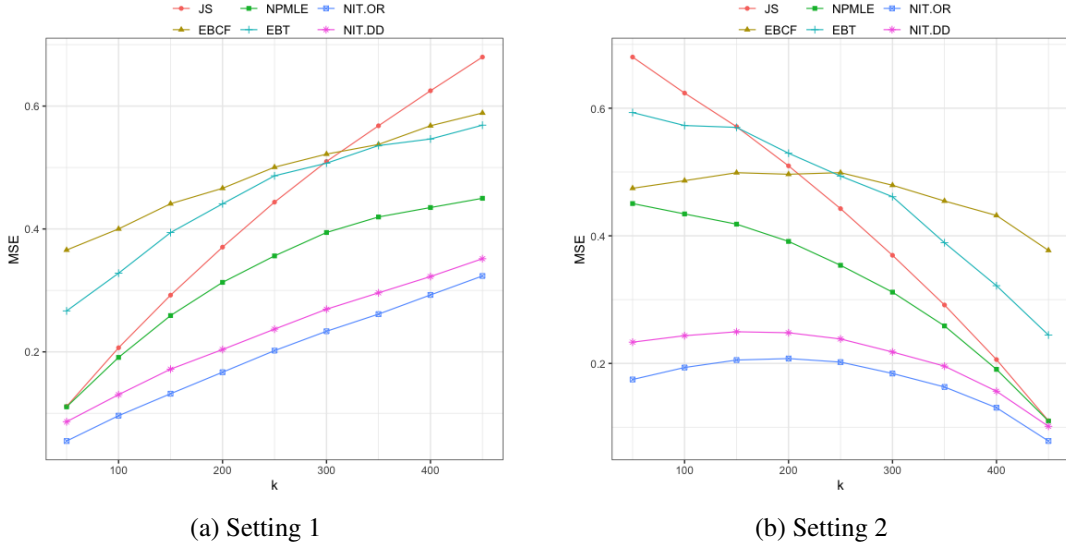 JS NPMLE NIT.OR
EBCF EBT NIT.DD
MSE
0.6
0.4
0.2
100 200 300 400
k
(a) Setting 1
JS NPMLE NIT.OR
EBCF EBT NIT.DD
MSE
0.6
0.4
0.2
100 200 300 400
k
(b) Setting 2